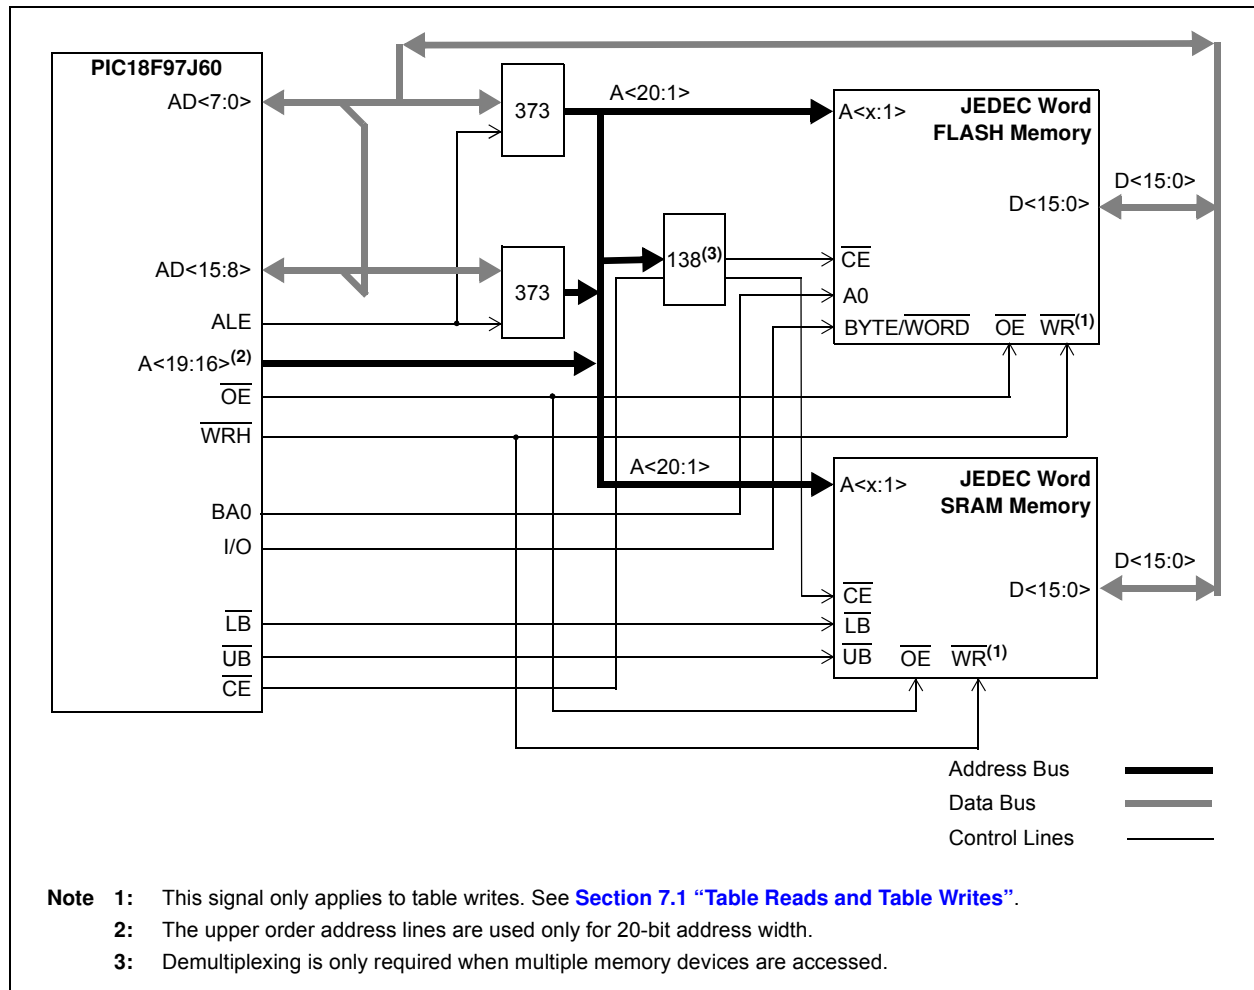 PIC18F97J60
AD<7:0>
AD<15:8>
ALE
A<19:16>(2)
OE
WRH
BA0
I/O
LB
UB
CE
373
373
A<20:1>
138(3)
A<20:1>
JEDEC Word
FLASH Memory
A<x:1>
D<15:0>
D<15:0>
CE
A0
BYTE/WORD OE WR(1)
JEDEC Word
SRAM Memory
A<x:1>
D<15:0>
D<15:0>
CE
LB
UB OE WR(1)
Address Bus
Data Bus
Control Lines
Note 1: This signal only applies to table writes. See Section 7.1 “Table Reads and Table Writes”.
2: The upper order address lines are used only for 20-bit address width.
3: Demultiplexing is only required when multiple memory devices are accessed.